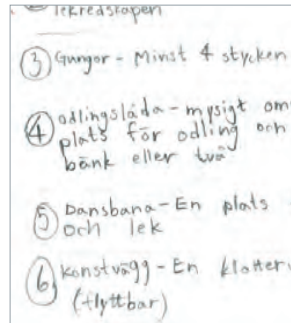 lekredskapen
③ Gungor - Minst 4 stycken
④ odlingslåda - mysigt om
plats för odling och
bänk eller två
⑤ Dansbana - En plats
och lek
⑥ Konstvägg - En klotter
(flyttbar)